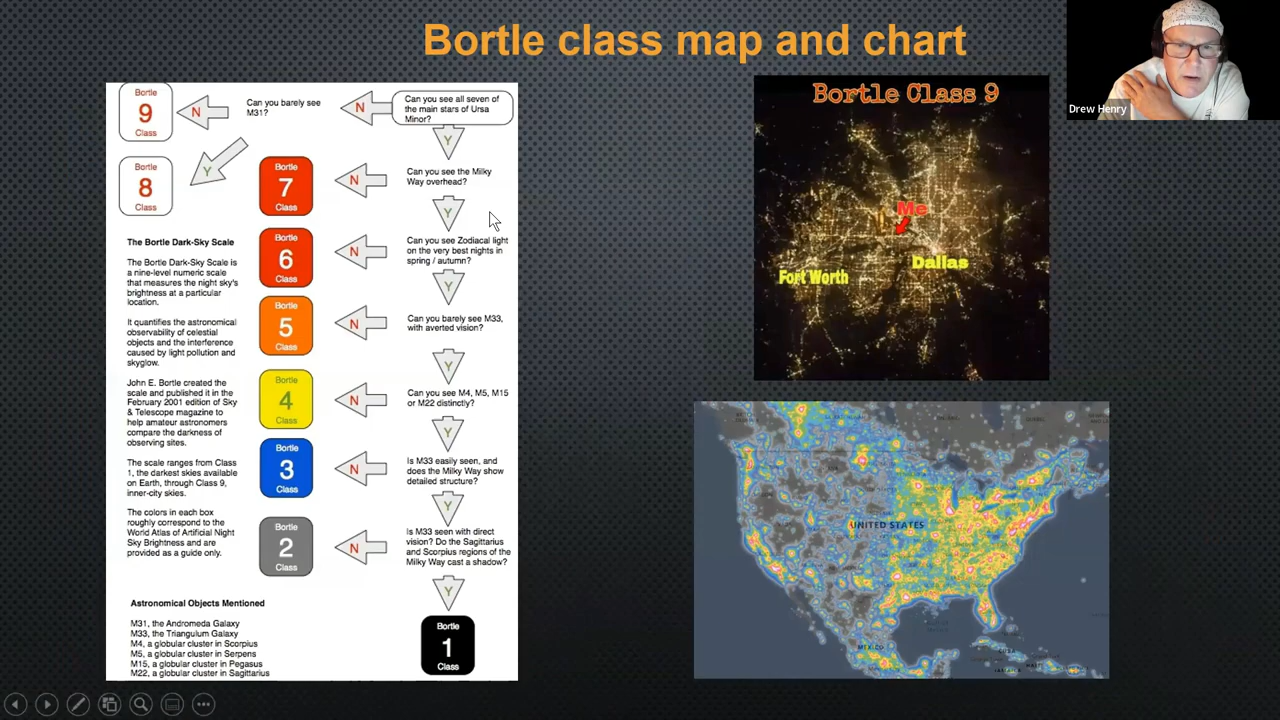 Bortle class map and chart
Drew Henry
Bortle
9
Class
N
Can you barely see
M31?
N
Can you see all seven of
the main stars of Ursa
Minor?
Y
Y
Bortle
8
Class
Bortle
7
Class
N
Can you see the Milky
Way overhead?
Y
Bortle
6
Class
N
Can you see Zodiacal light
on the very best nights in
spring / autumn?
Y
Bortle
5
Class
N
Can you barely see M33,
with averted vision?
Y
Bortle
4
Class
N
Can you see M4, M5, M15
or M22 distinctly?
Y
Bortle
3
Class
N
Is M33 easily seen, and
does the Milky Way show
detailed structure?
Y
Bortle
2
Class
N
Is M33 seen with direct
vision? Do the Sagittarius
and Scorpius regions of the
Milky Way cast a shadow?
Y
Bortle
1
Class
The Bortle Dark-Sky Scale
The Bortle Dark-Sky Scale is
a nine-level numeric scale
that measures the night sky's
brightness at a particular
location.
It quantifies the astronomical
observability of celestial
objects and the interference
caused by light pollution and
skyglow.
John E. Bortle created the
scale and published it in the
February 2001 edition of Sky
& Telescope magazine to
help amateur astronomers
compare the darkness of
observing sites.
The scale ranges from Class
1, the darkest skies available
on Earth, through Class 9,
inner-city skies.
The colors in each box
roughly correspond to the
World Atlas of Artificial Night
Sky Brightness and are
provided as a guide only.
Astronomical Objects Mentioned
M31, the Andromeda Galaxy
M33, the Triangulum Galaxy
M4, a globular cluster in Scorpius
M5, a globular cluster in Serpens
M15, a globular cluster in Pegasus
M22, a globular cluster in Sagittarius
Bortle Class 9
Me
Dallas
Fort Worth
UNITED STATES
MEXICO
CUBA